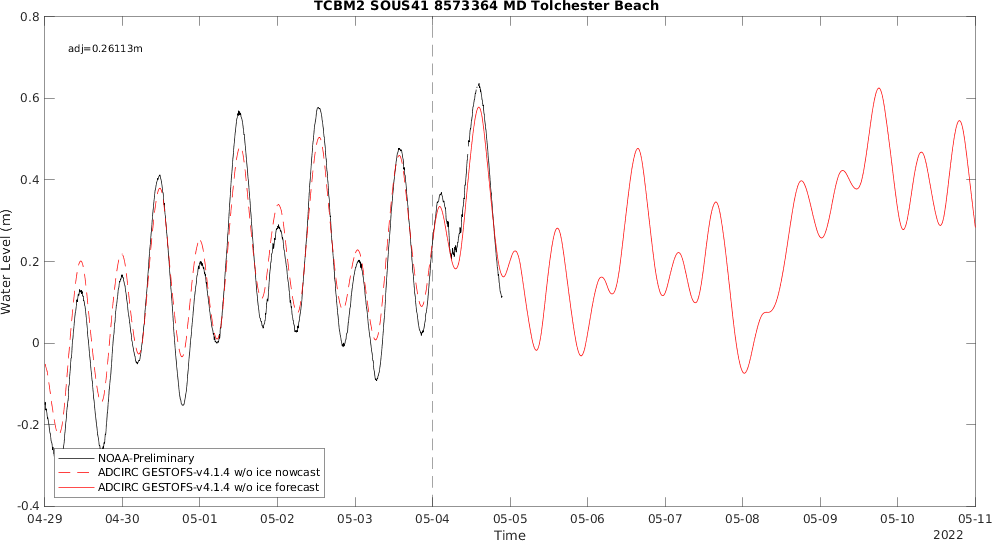 TCBM2 SOUS41 8573364 MD Tolchester Beach
0.8
adj=0.26113m
0.6
0.4
0.2
0
-0.2
-0.4
Water Level (m)
NOAA-Preliminary
ADCIRC GESTOFS-v4.1.4 w/o ice nowcast
ADCIRC GESTOFS-v4.1.4 w/o ice forecast
04-29 04-30 05-01 05-02 05-03 05-04 05-05 05-06 05-07 05-08 05-09 05-10 05-11
Time
2022